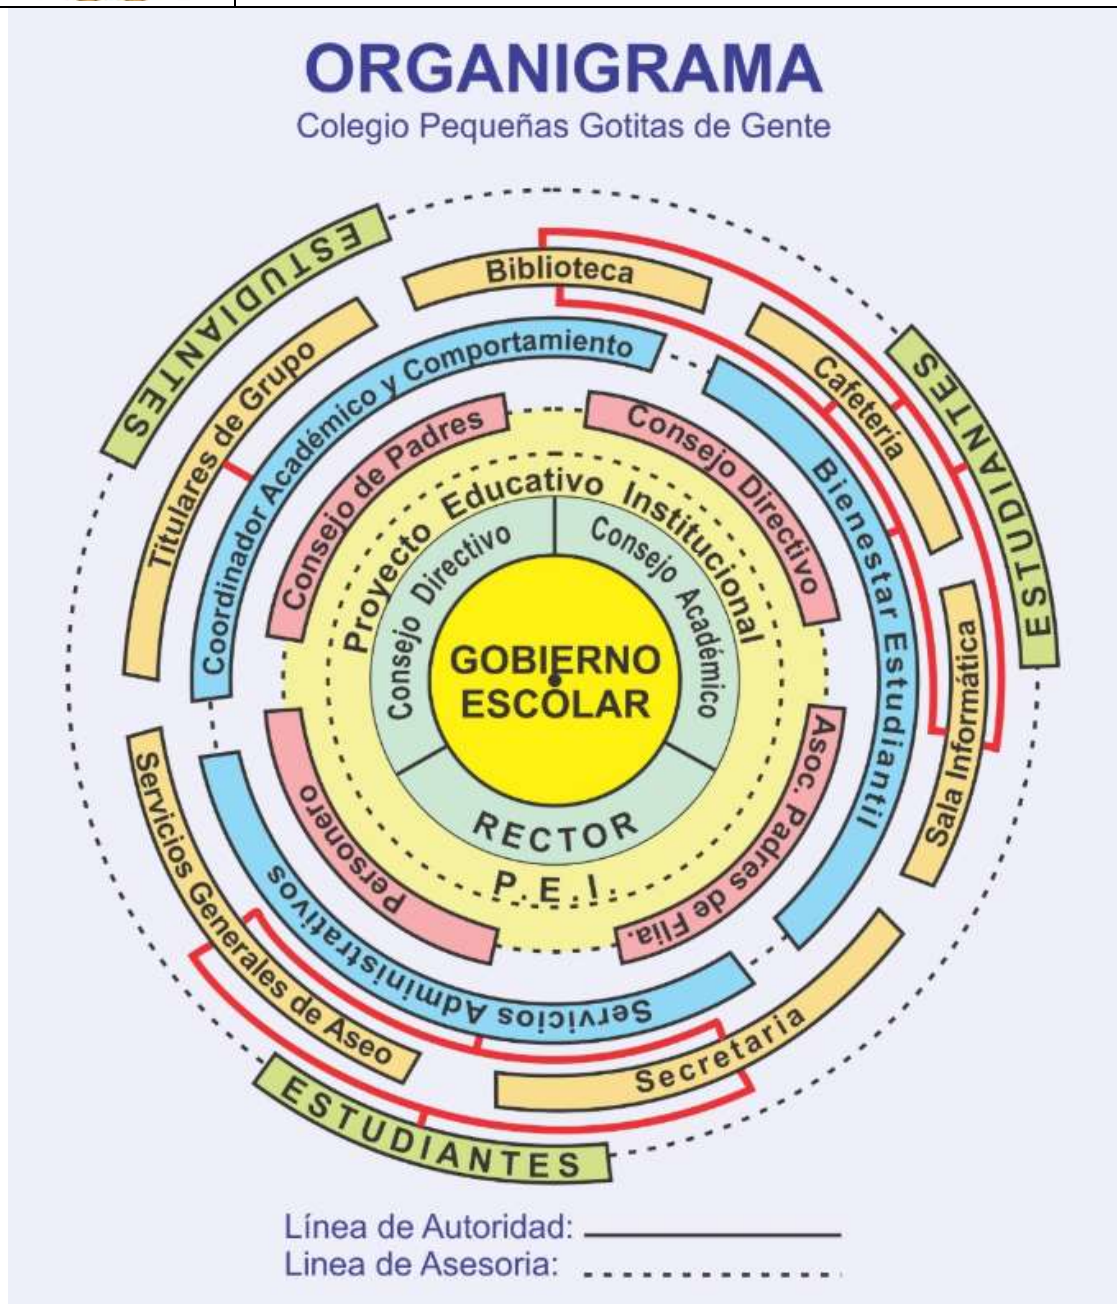 ORGANIGRAMA
Colegio Pequeñas Gotitas de Gente
ESTUDIANTES
Biblioteca
Cafeteria
ESTUDIANTES
Titulares de Grupo
Coordinador Académico y Comportamiento
Bienestar Estudiantil
Sala Informática
Consejo de Padres
Consejo Directivo
Proyecto Educativo Institucional
Consejo Directivo
Consejo Académico
GOBIERNO
ESCOLAR
RECTOR
P.E.I.
Personero
Asoc. Padres de Flia.
Servicios Administrativos
Servicios Generales de Aseo
Secretaria
ESTUDIANTES
Línea de Autoridad:
Linea de Asesoria: